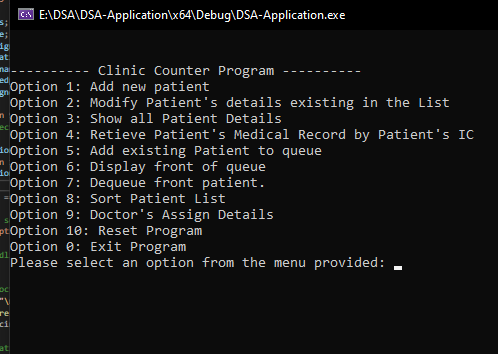 E:\DSA\DSA-Application\x64\Debug\DSA-Application.exe
---------- Clinic Counter Program ----------
Option 1: Add new patient
Option 2: Modify Patient's details existing in the List
Option 3: Show all Patient Details
Option 4: Retieve Patient's Medical Record by Patient's IC
Option 5: Add existing Patient to queue
Option 6: Display front of queue
Option 7: Dequeue front patient.
Option 8: Sort Patient List
Option 9: Doctor's Assign Details
Option 10: Reset Program
Option 0: Exit Program
Please select an option from the menu provided: